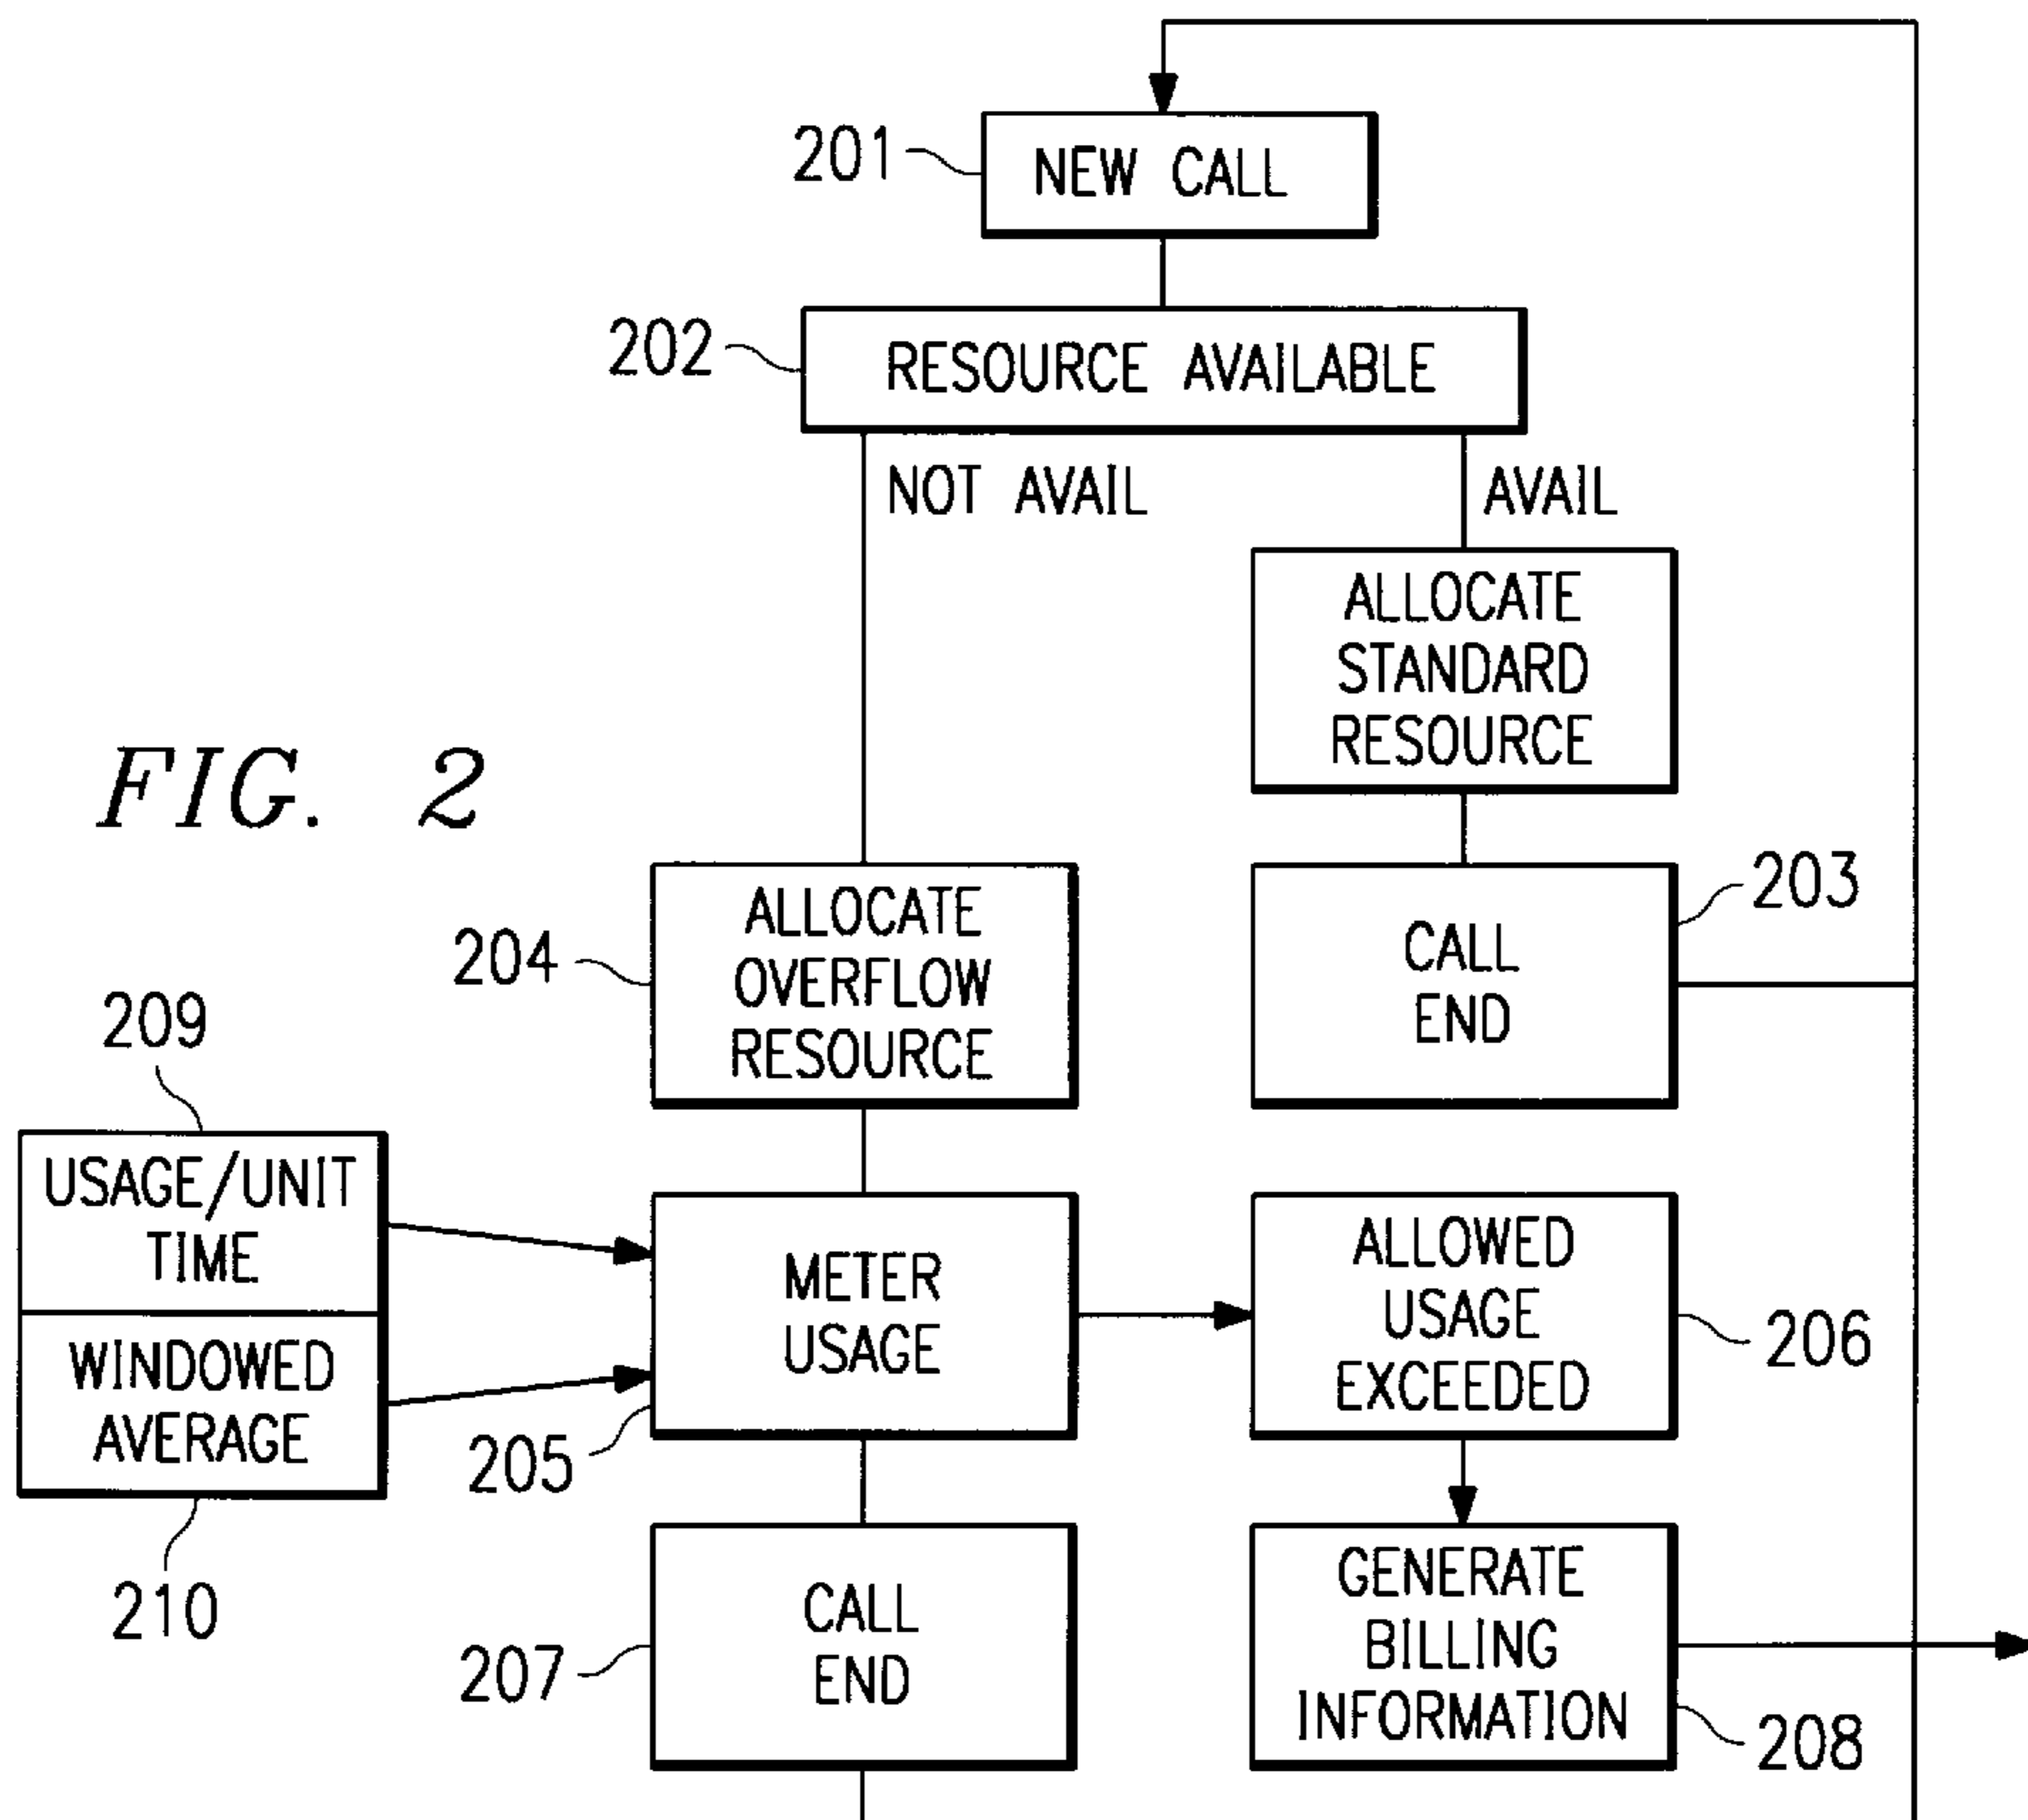 201
NEW CALL
202
RESOURCE AVAILABLE
NOT AVAIL
AVAIL
ALLOCATE
STANDARD
RESOURCE
FIG. 2
204
ALLOCATE
OVERFLOW
RESOURCE
203
CALL
END
209
USAGE/UNIT
TIME
WINDOWED
AVERAGE
210
METER
USAGE
205
ALLOWED
USAGE
EXCEEDED
206
207
CALL
END
GENERATE
BILLING
INFORMATION
208